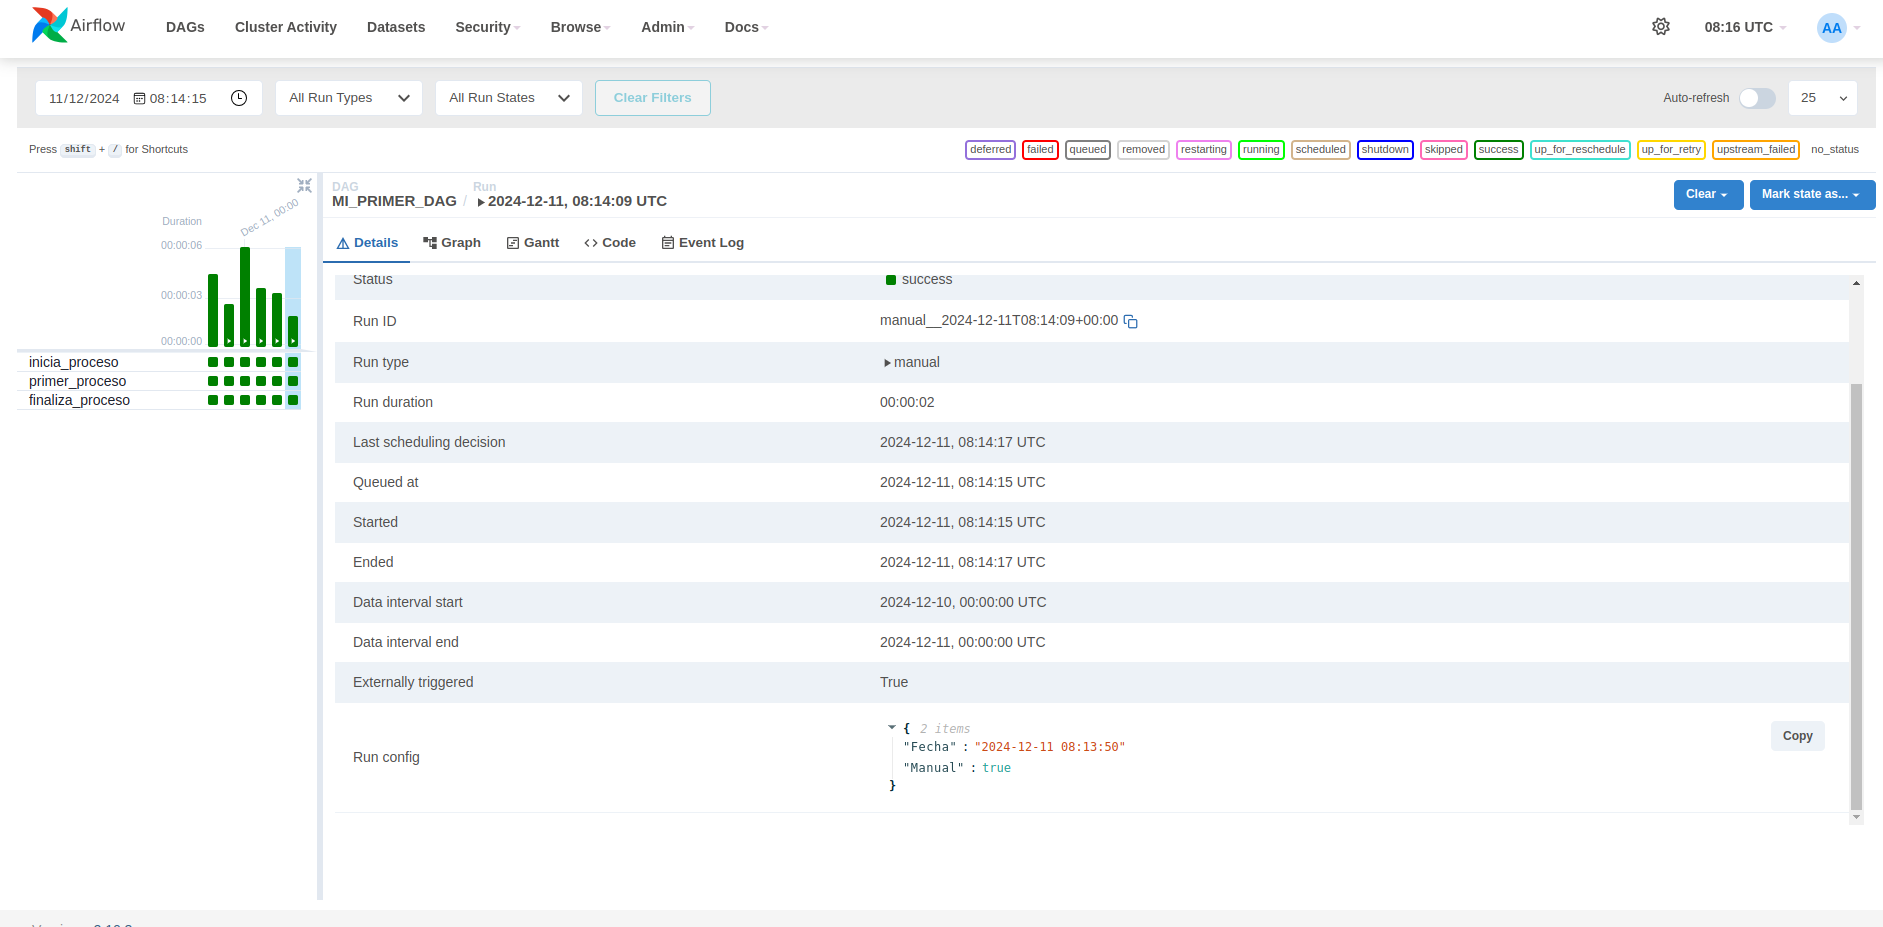 Airflow DAGs Cluster Activity Datasets Security Browse Admin Docs 08:16 UTC AA
11/12/2024 08:14:15 All Run Types All Run States Clear Filters Auto-refresh 25
Press shift + / for Shortcuts deferred failed queued removed restarting running scheduled shutdown skipped success up_for_reschedule up_for_retry upstream_failed no_status
DAG Run
MI_PRIMER_DAG / 2024-12-11, 08:14:09 UTC Clear Mark state as...
Dec 11, 00:00
Duration
00:00:06
00:00:03
00:00:00
inicia_proceso
primer_proceso
finaliza_proceso
Details Graph Gantt Code Event Log
Status success
Run ID manual__2024-12-11T08:14:09+00:00
Run type manual
Run duration 00:00:02
Last scheduling decision 2024-12-11, 08:14:17 UTC
Queued at 2024-12-11, 08:14:15 UTC
Started 2024-12-11, 08:14:15 UTC
Ended 2024-12-11, 08:14:17 UTC
Data interval start 2024-12-10, 00:00:00 UTC
Data interval end 2024-12-11, 00:00:00 UTC
Externally triggered True
Run config
{ 2 items
"Fecha" : "2024-12-11 08:13:50"
"Manual" : true
}
Copy